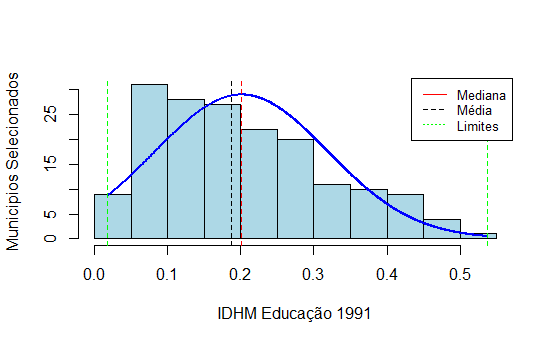 Municipios Selecionados
0
5
15
25
0.0 0.1 0.2 0.3 0.4 0.5
IDHM Educação 1991
Mediana
Média
Limites